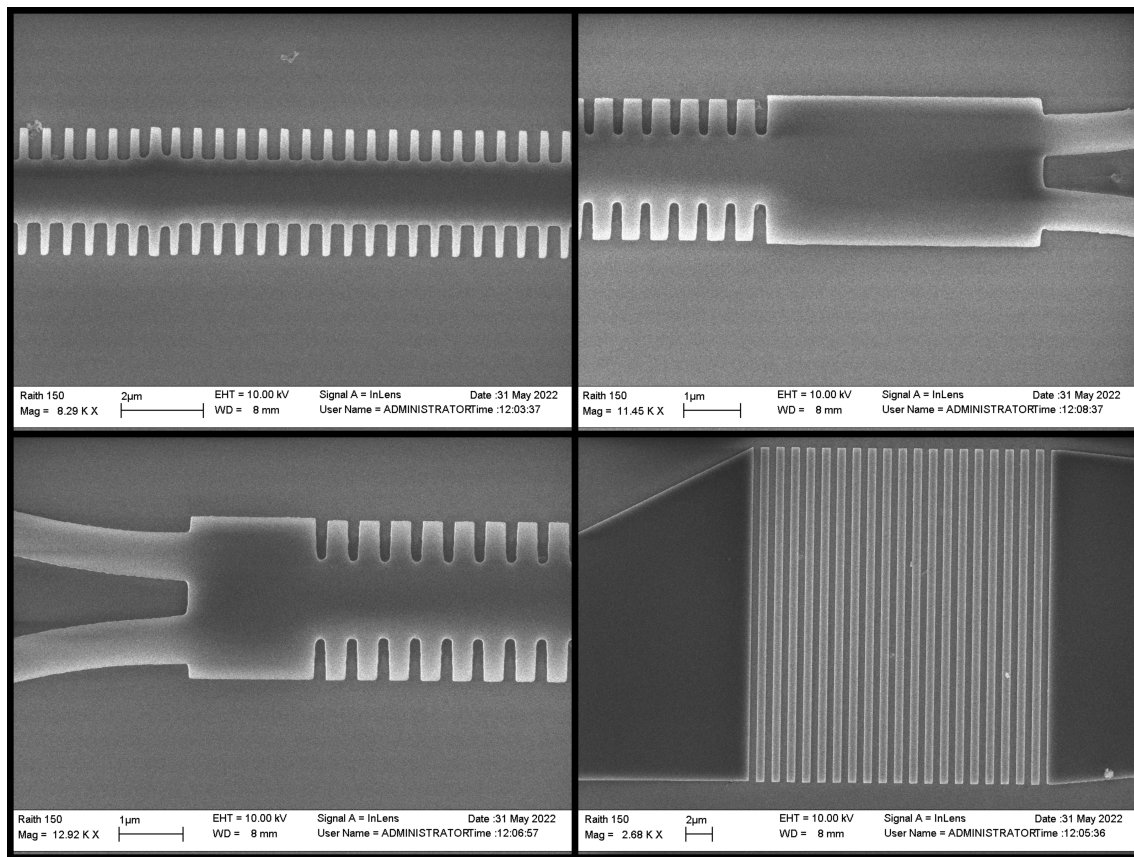 Raith 150 2µm EHT = 10.00 kV Signal A = InLens Date :31 May 2022
Mag = 8.29 K X WD = 8 mm User Name = ADMINISTRATOR Time :12:03:37
Raith 150 1µm EHT = 10.00 kV Signal A = InLens Date :31 May 2022
Mag = 11.45 K X WD = 8 mm User Name = ADMINISTRATOR Time :12:08:37
Raith 150 1µm EHT = 10.00 kV Signal A = InLens Date :31 May 2022
Mag = 12.92 K X WD = 8 mm User Name = ADMINISTRATOR Time :12:06:57
Raith 150 2µm EHT = 10.00 kV Signal A = InLens Date :31 May 2022
Mag = 2.68 K X WD = 8 mm User Name = ADMINISTRATOR Time :12:05:36